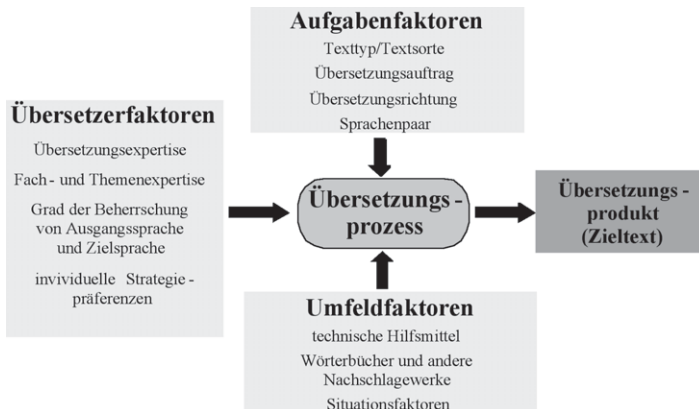 Aufgabenfaktoren
Texttyp/Textsorte
Übersetzungsauftrag
Übersetzungsrichtung
Sprachenpaar
Übersetzerfaktoren
Übersetzungsexpertise
Fach- und Themenexpertise
Grad der Beherrschung
von Ausgangssprache
und Zielsprache
invividuelle Strategie-
präferenzen
Übersetzungs-
prozess
Übersetzungs-
produkt
(Zieltext)
Umfeldfaktoren
technische Hilfsmittel
Wörterbücher und andere
Nachschlagewerke
Situationsfaktoren